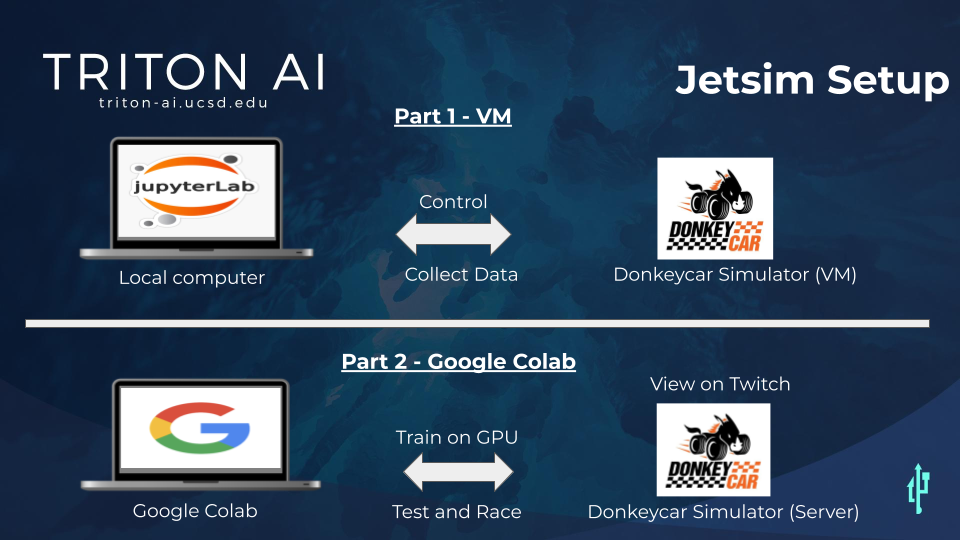 TRITON AI
triton-ai.ucsd.edu
Jetsim Setup
Part 1 - VM
jupyterLab
Control
Collect Data
DONKEY
CAR
Local computer
Donkeycar Simulator (VM)
Part 2 - Google Colab
View on Twitch
G
Train on GPU
Test and Race
DONKEY
CAR
Google Colab
Donkeycar Simulator (Server)